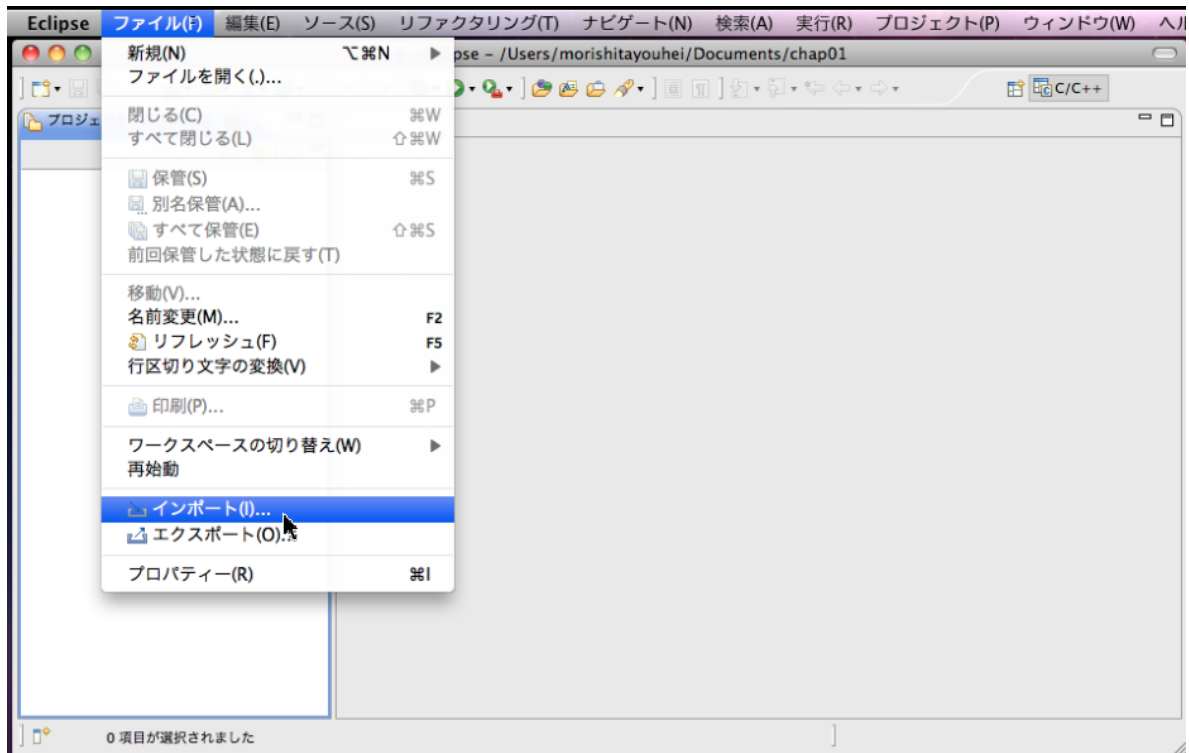 Eclipse ファイル(F) 編集(E) ソース(S) リファクタリング(T) ナビゲート(N) 検索(A) 実行(R) プロジェクト(P) ウィンドウ(W)
pse – /Users/morishitayouhei/Documents/chap01
新規(N) ⌥⌘N
ファイルを開く(.)...
C/C++
プロジェ
閉じる(C) ⌘W
すべて閉じる(L) ⇧⌘W
保管(S) ⌘S
別名保管(A)...
すべて保管(E) ⇧⌘S
前回保管した状態に戻す(T)
移動(V)...
名前変更(M)... F2
リフレッシュ(F) F5
行区切り文字の変換(V)
印刷(P)... ⌘P
ワークスペースの切り替え(W)
再始動
インポート(I)...
エクスポート(O)...
プロパティー(R) ⌘I
0 項目が選択されました